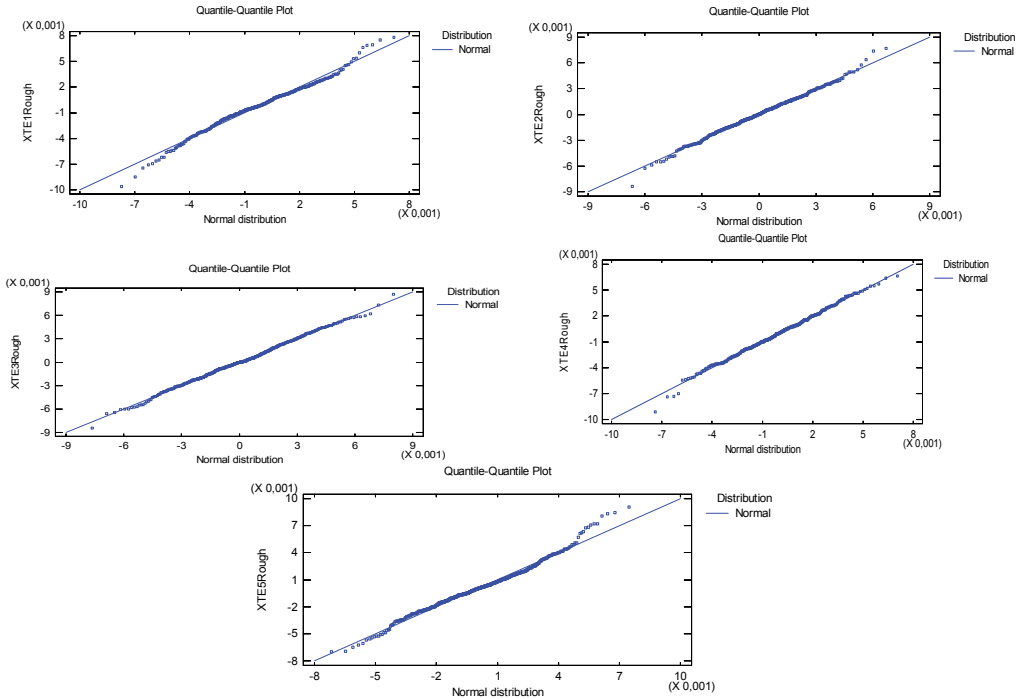 Quantile-Quantile Plot
(X 0,001)
Distribution
Normal
8
5
2
-1
-4
-7
-10
XTE1Rough
-10 -7 -4 -1 2 5 8
Normal distribution
(X 0,001)
Quantile-Quantile Plot
(X 0,001)
Distribution
Normal
9
6
3
0
-3
-6
-9
XTE2Rough
-9 -6 -3 0 3 6 9
Normal distribution
(X 0,001)
Quantile-Quantile Plot
(X 0,001)
Distribution
Normal
9
6
3
0
-3
-6
-9
XTE3Rough
-9 -6 -3 0 3 6 9
Normal distribution
(X 0,001)
Quantile-Quantile Plot
(X 0,001)
Distribution
Normal
8
5
2
-1
-4
-7
-10
XTE4Rough
-10 -7 -4 -1 2 5 8
Normal distribution
(X 0,001)
Quantile-Quantile Plot
(X 0,001)
Distribution
Normal
10
7
4
1
-2
-5
-8
XTE5Rough
-8 -5 -2 1 4 7 10
Normal distribution
(X 0,001)